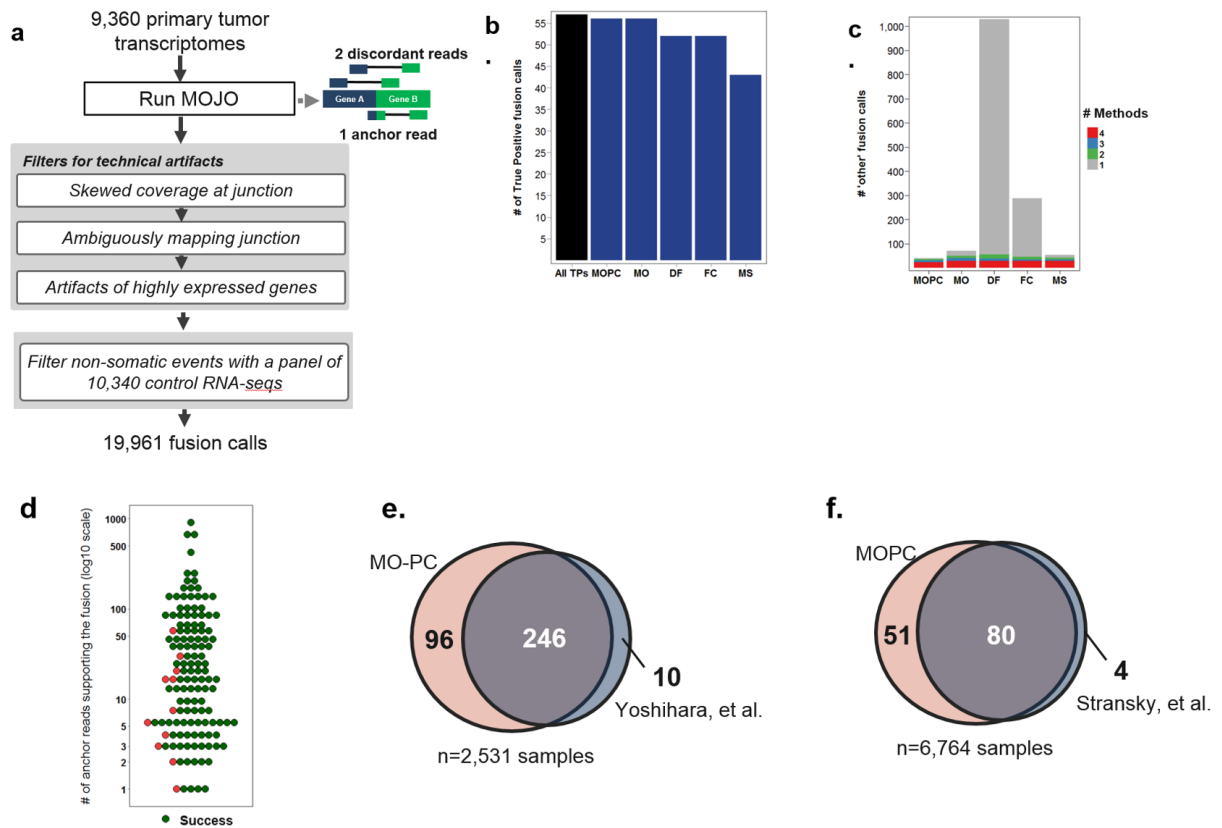 a
9,360 primary tumor
transcriptomes
Run MOJO
2 discordant reads
Gene A
Gene B
1 anchor read
Filters for technical artifacts
Skewed coverage at junction
Ambiguously mapping junction
Artifacts of highly expressed genes
Filter non-somatic events with a panel of
10,340 control RNA-seqs
19,961 fusion calls
b
.
# of True Positive fusion calls
55
50
45
40
35
30
25
20
15
10
5
All TPs MOPC MO DF FC MS
c
.
# 'other' fusion calls
1,000
900
800
700
600
500
400
300
200
100
MOPC MO DF FC MS
# Methods
4
3
2
1
d
# of anchor reads supporting the fusion (log10 scale)
1000
500
100
50
10
5
3
2
1
Success
e.
MO-PC
96
246
10
Yoshihara, et al.
n=2,531 samples
f.
MOPC
51
80
4
Stransky, et al.
n=6,764 samples